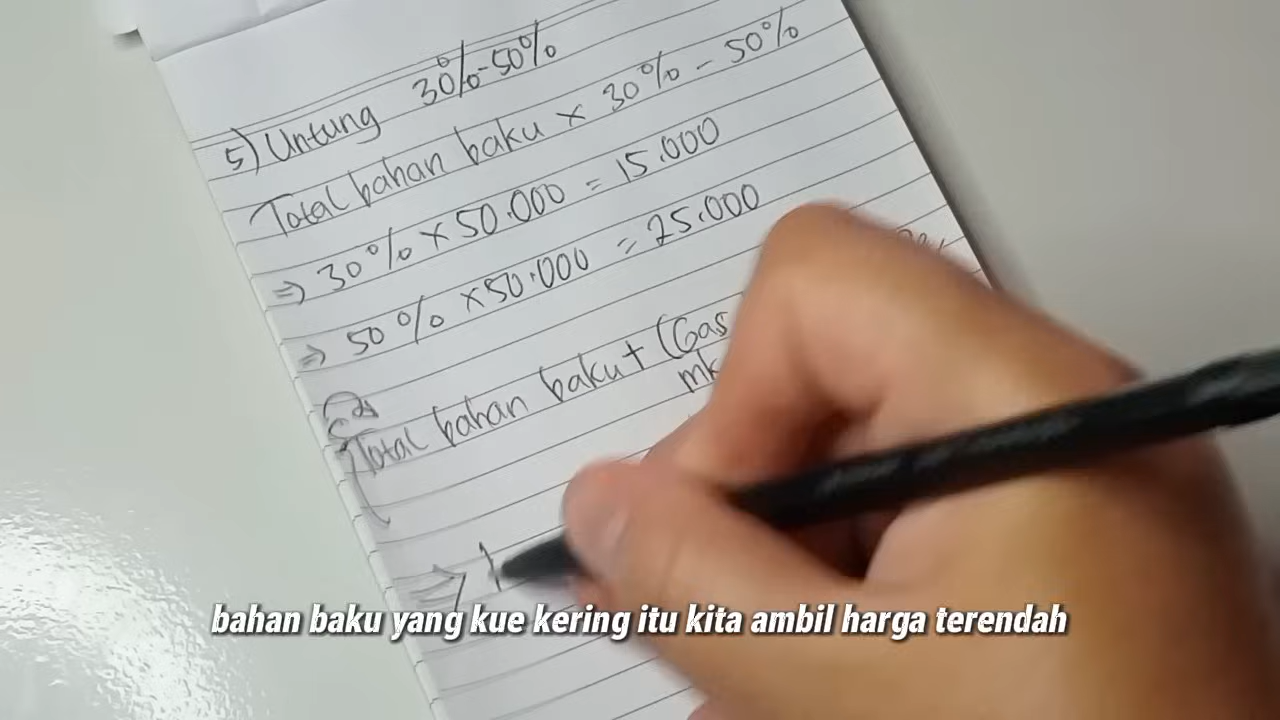 5) Untung 30%-50%
Total bahan baku x 30% - 50%
⇒ 30% x 50.000 = 15.000
⇒ 50% x 50.000 = 25.000
Total bahan baku + (Gas
mk
bahan baku yang kue kering itu kita ambil harga terendah